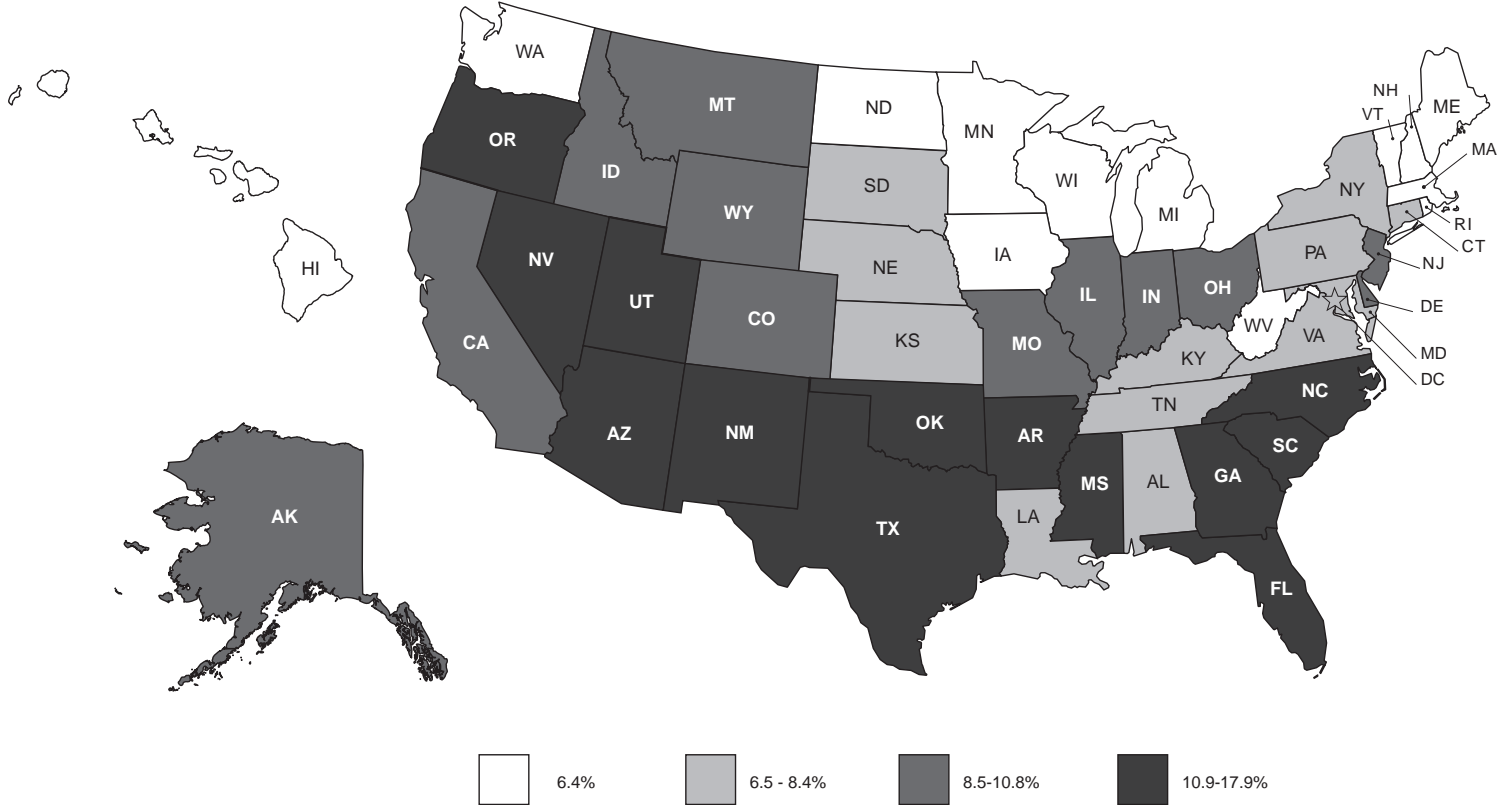 WA
MT
ND
MN
OR
ID
WY
SD
WI
MI
NH
VT
ME
MA
NY
RI
CT
NJ
PA
DE
MD
DC
HI
NV
UT
CO
NE
IA
IL
IN
OH
WV
VA
CA
KS
MO
KY
TN
NC
AZ
NM
OK
AR
SC
MS
AL
GA
AK
TX
LA
FL
6.4%
6.5 - 8.4%
8.5-10.8%
10.9-17.9%